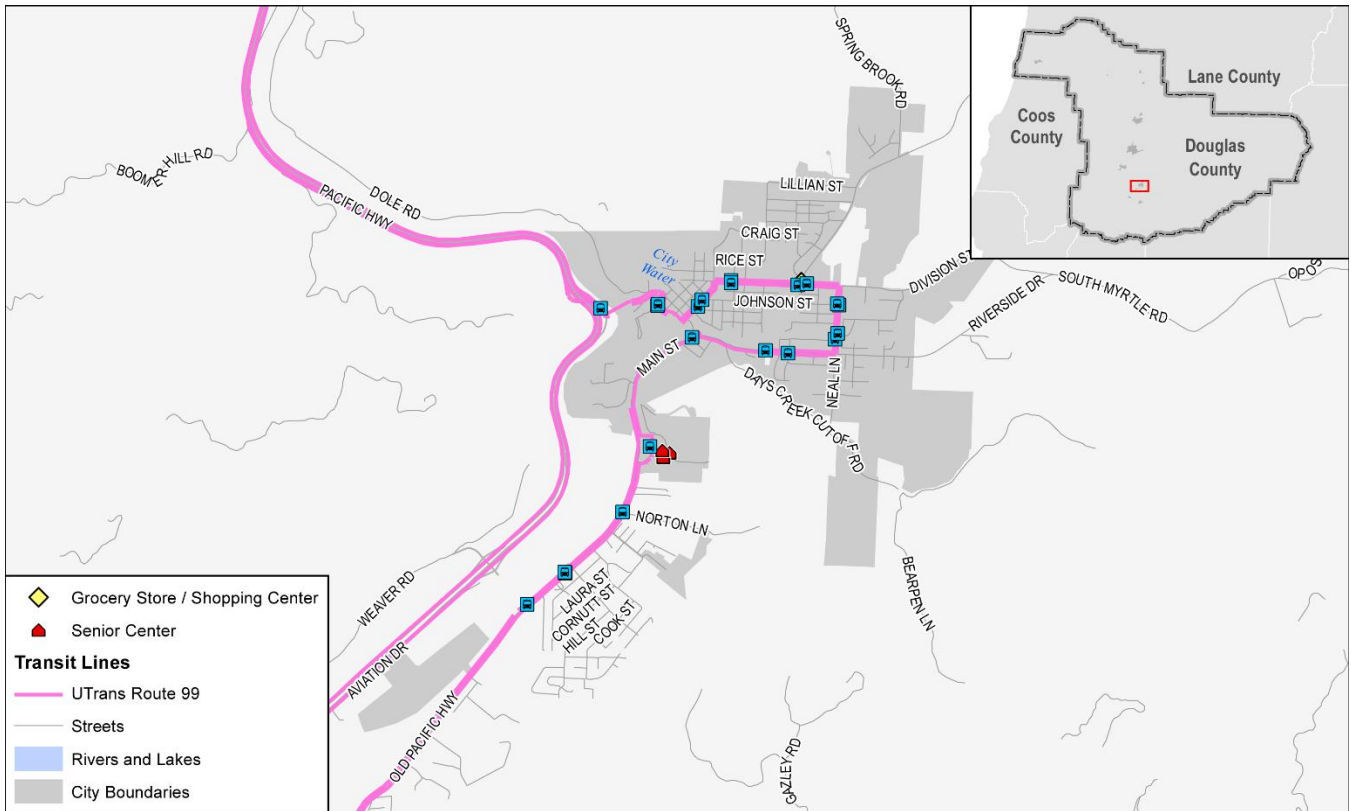 SPRING BROOK RD
Lane County
Coos
County
Douglas
County
BOOMER HILL RD
DOLE RD
PACIFIC HWY
LILLIAN ST
CRAIG ST
City
Water
RICE ST
JOHNSON ST
DIVISION ST
RIVERSIDE DR
SOUTH MYRTLE RD
OPOS
MAIN ST
NEAL LN
DAYS CREEK CUTOFF RD
NORTON LN
BEARPEN LN
WEAVER RD
LAURA ST
CORNUTT ST
HILL ST
COOK ST
AVIATION DR
OLD PACIFIC HWY
GAZLEY RD
Grocery Store / Shopping Center
Senior Center
Transit Lines
UTrans Route 99
Streets
Rivers and Lakes
City Boundaries